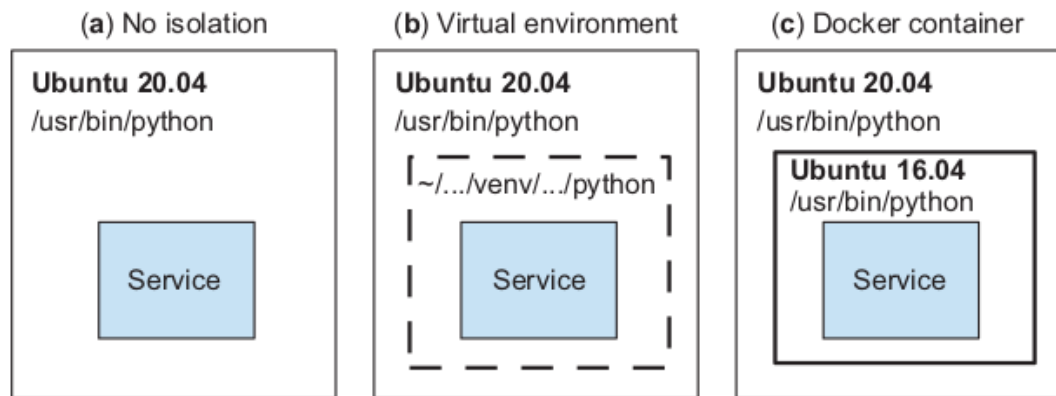 (a) No isolation
Ubuntu 20.04
/usr/bin/python
Service
(b) Virtual environment
Ubuntu 20.04
/usr/bin/python
~/.../venv/.../python
Service
(c) Docker container
Ubuntu 20.04
/usr/bin/python
Ubuntu 16.04
/usr/bin/python
Service